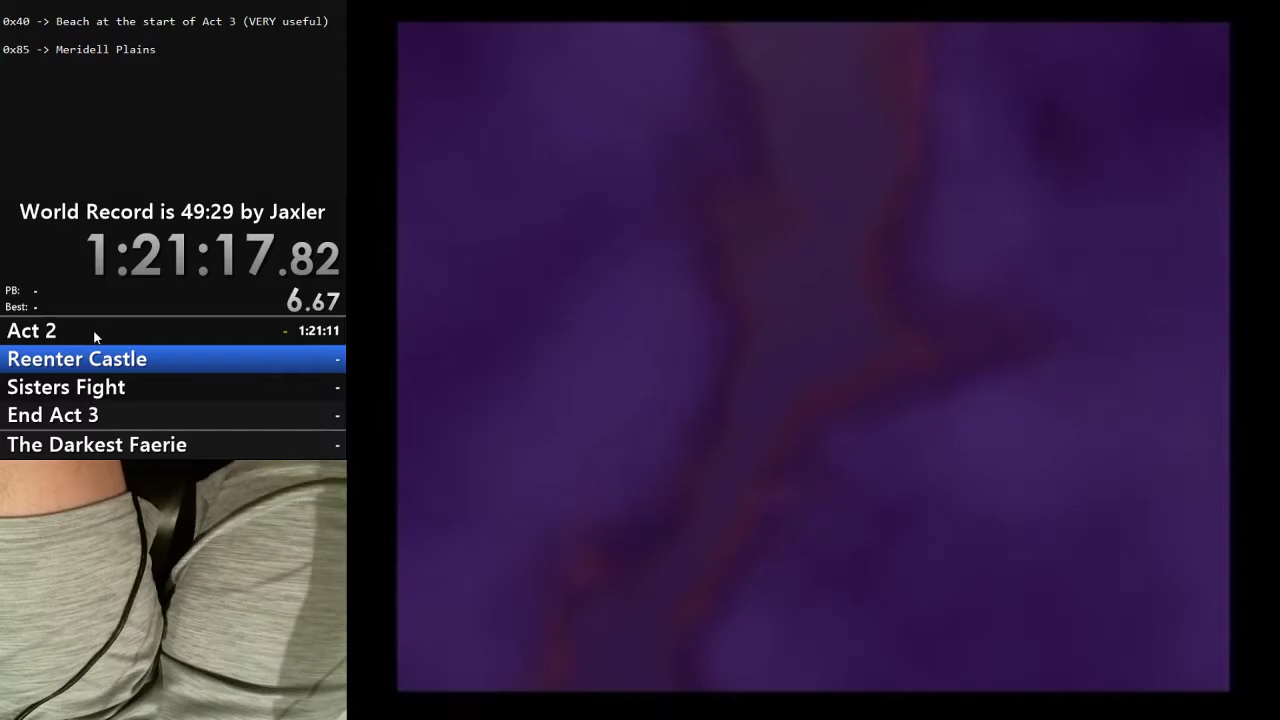 0x40 -> Beach at the start of Act 3 (VERY useful)
0x85 -> Meridell Plains
World Record is 49:29 by Jaxler
1:21:17.82
PB: -
6.67
Best: -
Act 2 - 1:21:11
Reenter Castle -
Sisters Fight -
End Act 3 -
The Darkest Faerie -